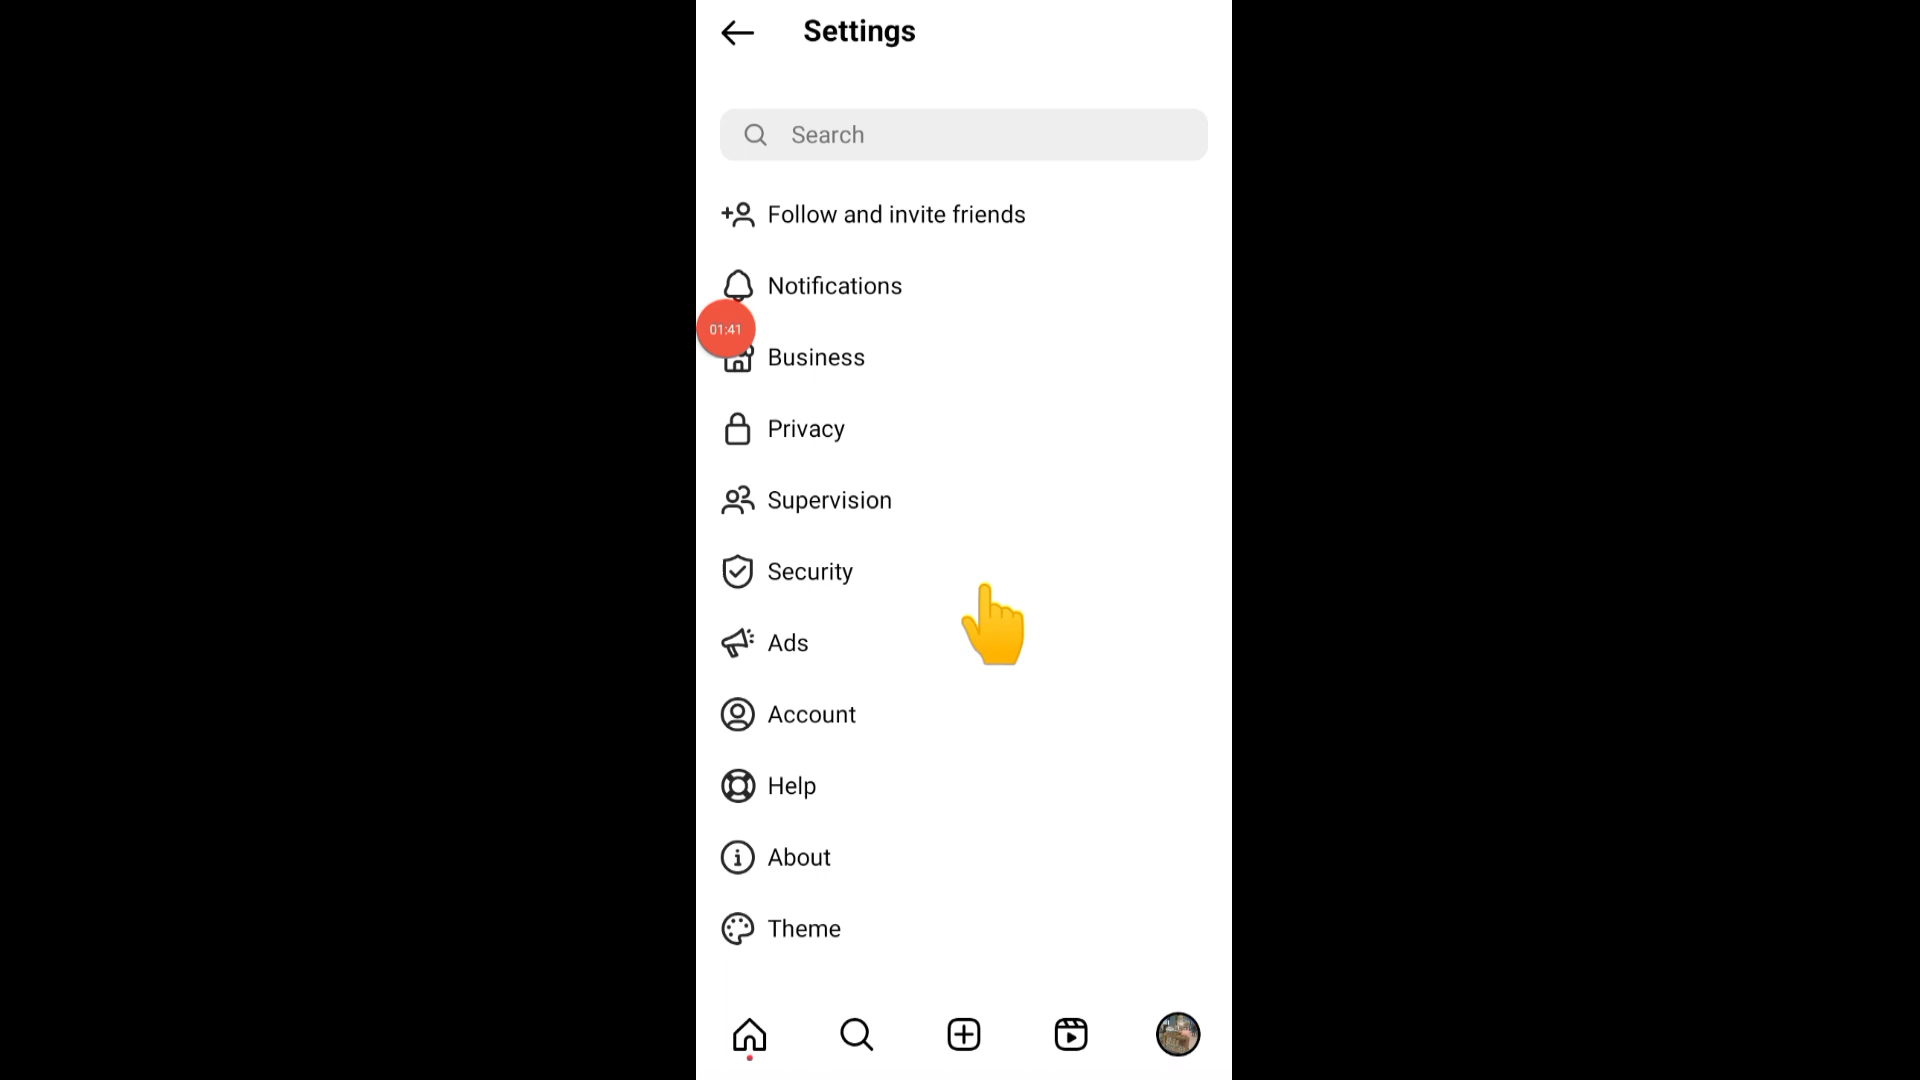 Settings
Search
Follow and invite friends
Notifications
01:41
Business
Privacy
Supervision
Security
Ads
Account
Help
About
Theme